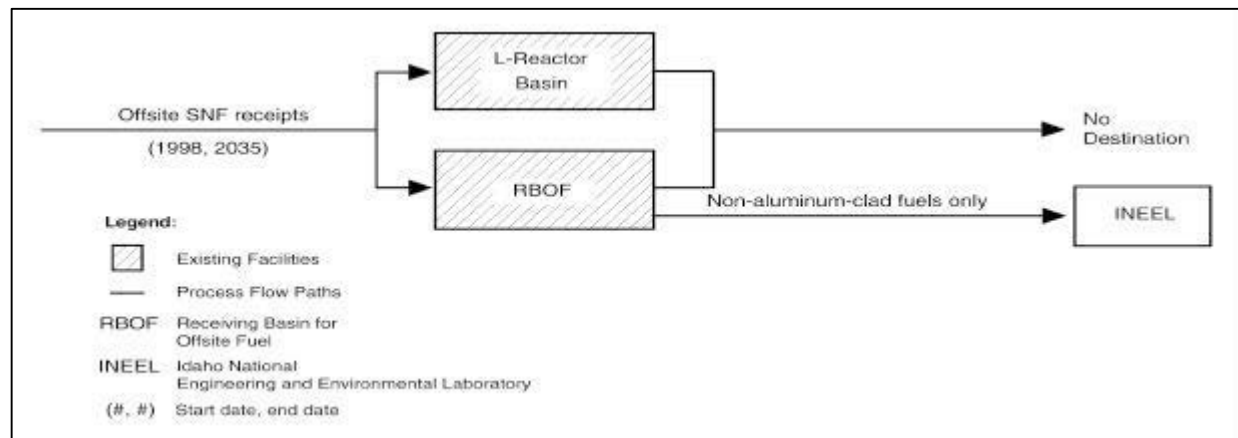 L-Reactor
Basin
Offsite SNF receipts
(1998, 2035)
No
Destination
RBOF
Non-aluminum-clad fuels only
INEEL
Legend:
Existing Facilities
Process Flow Paths
RBOF Receiving Basin for
Offsite Fuel
INEEL Idaho National
Engineering and Environmental Laboratory
(#, #) Start date, end date